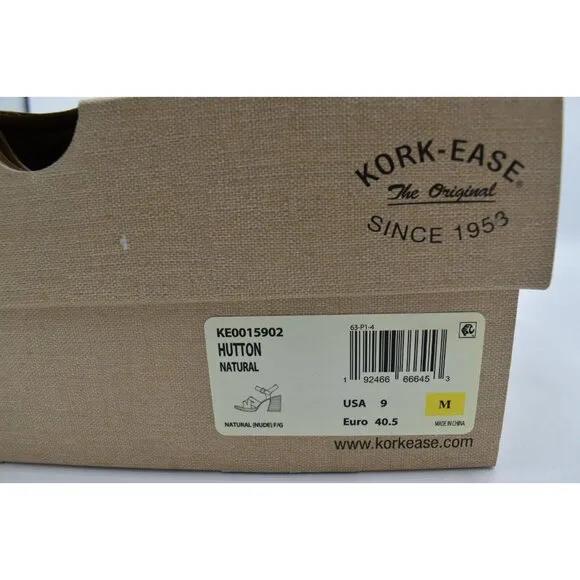 KORK-EASE®
The Original
SINCE 1953
KE0015902
HUTTON
NATURAL
NATURAL (NUDE) F/G
63-P1-4
1 92466 66645 3
USA 9 M
Euro 40.5 MADE IN CHINA
www.korkease.com